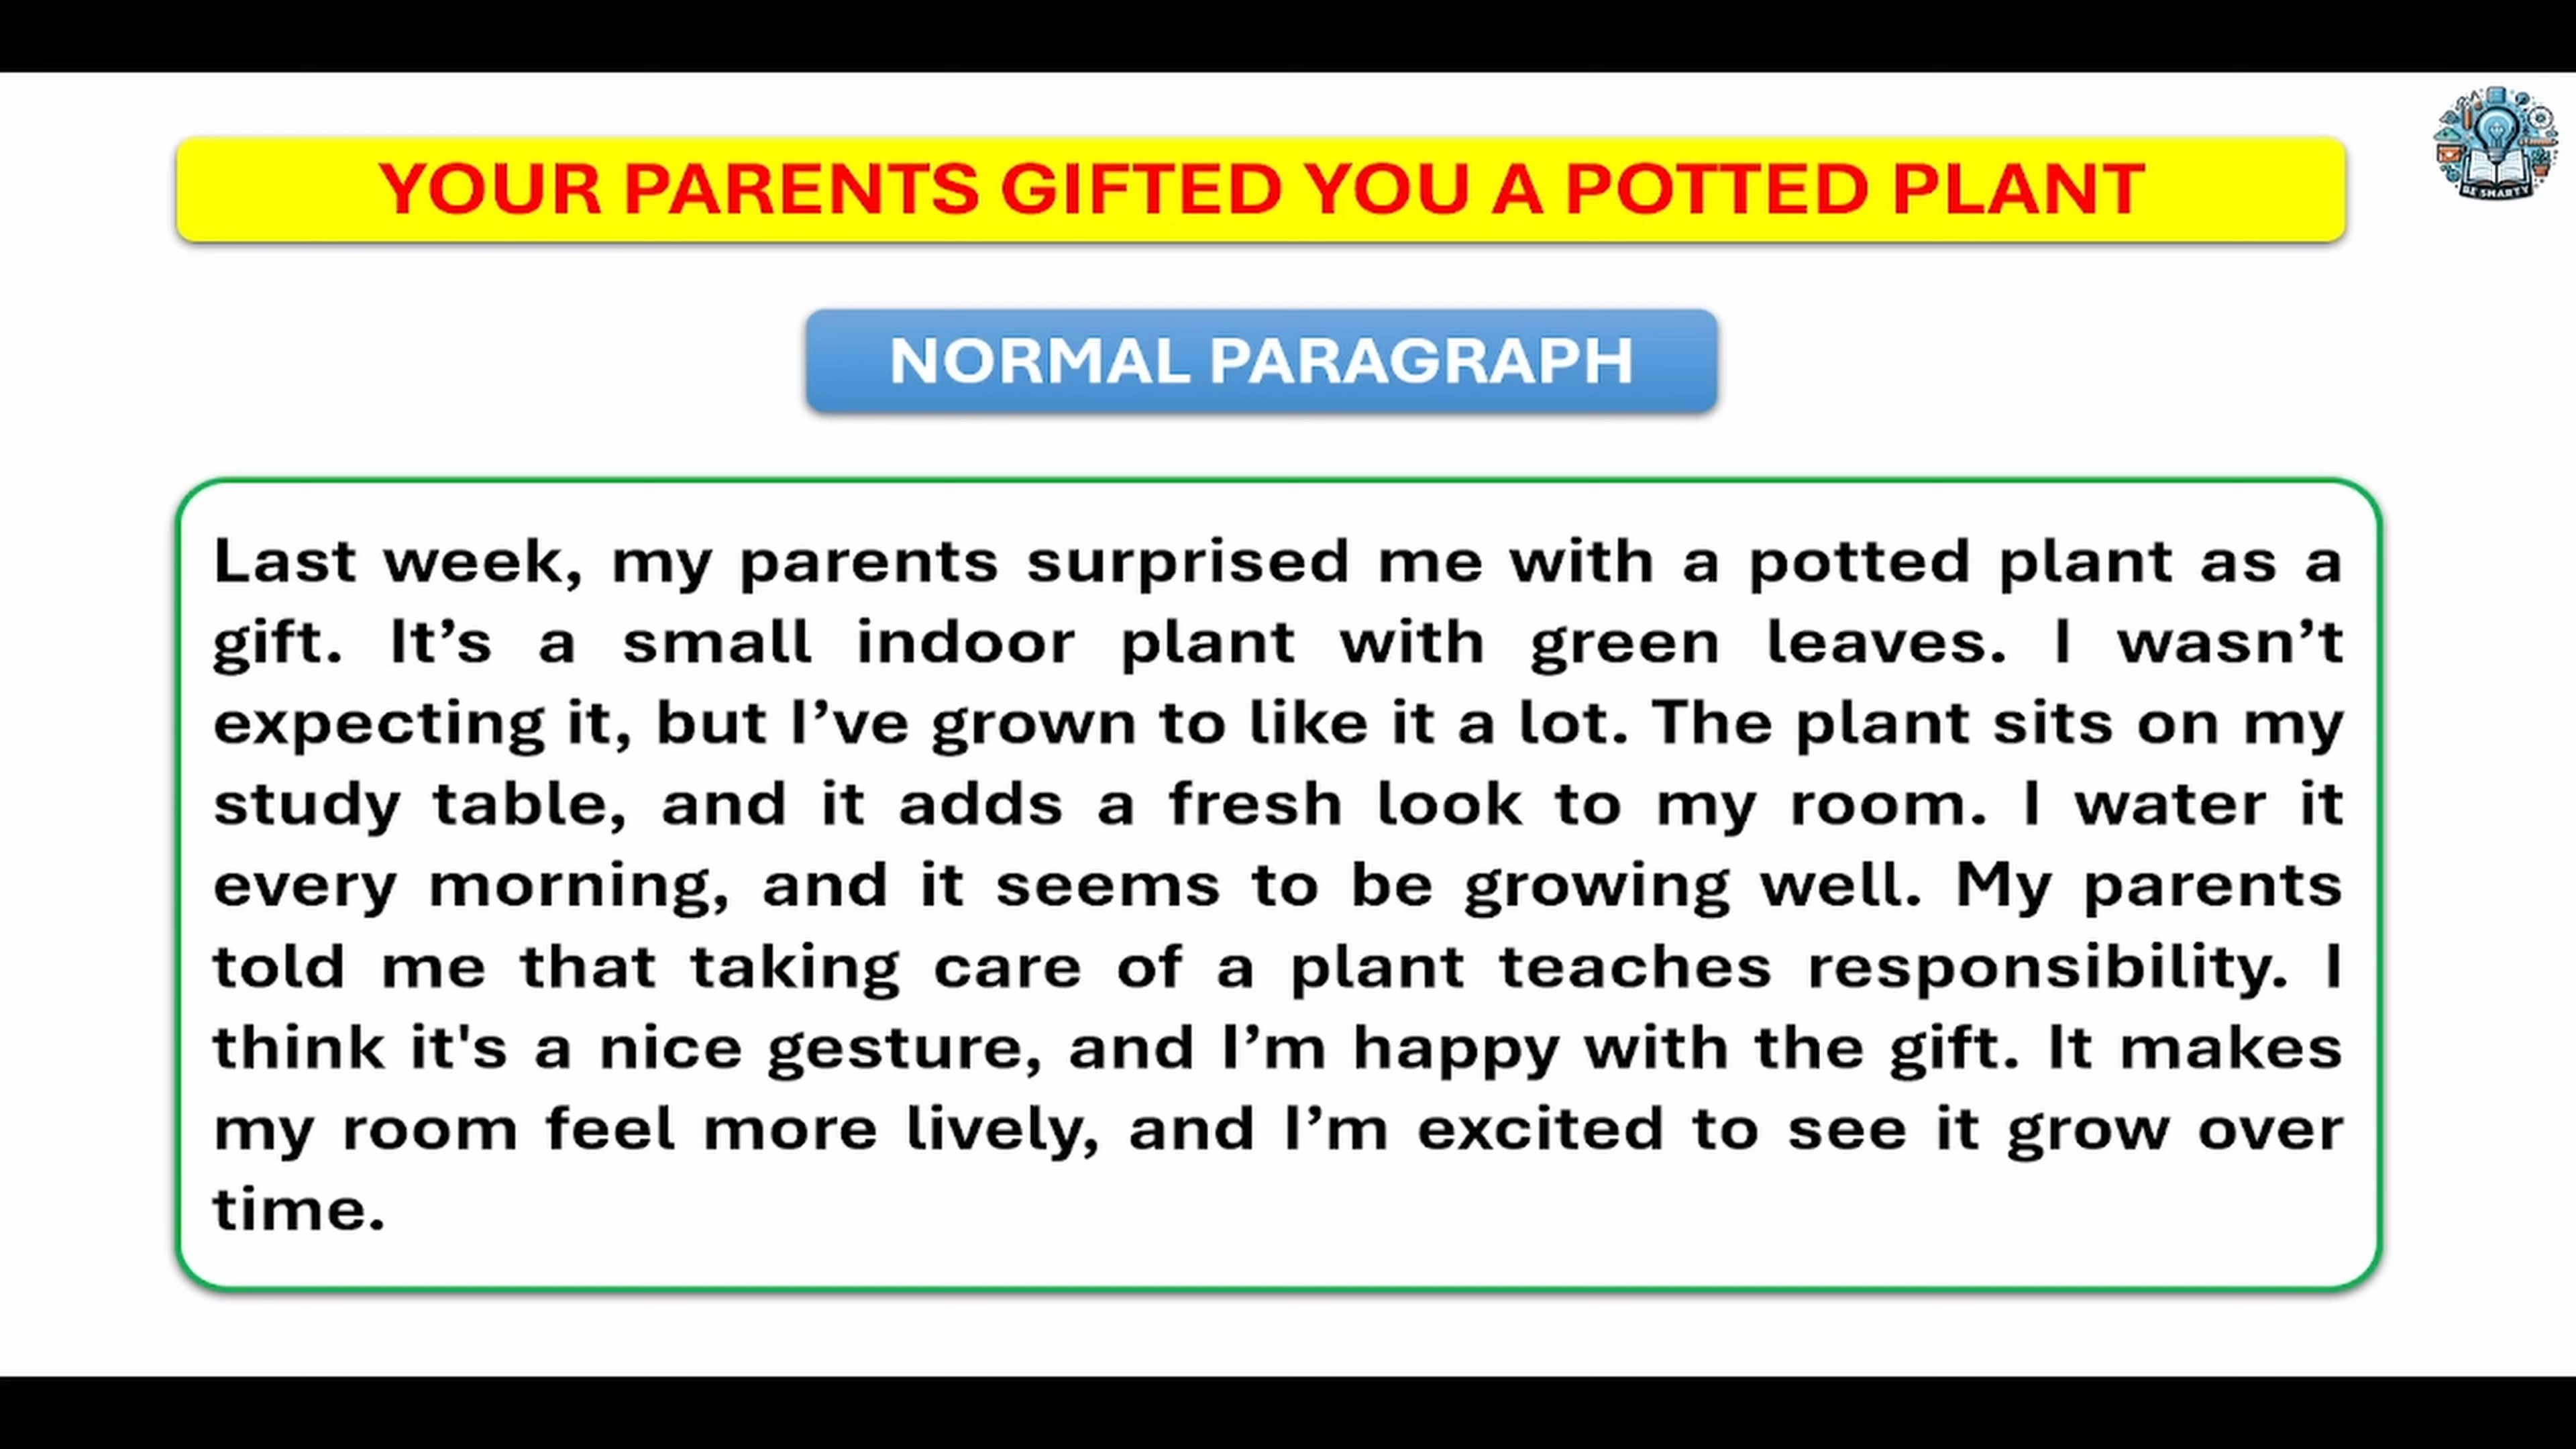 YOUR PARENTS GIFTED YOU A POTTED PLANT
BE SMARTY
NORMAL PARAGRAPH
Last week, my parents surprised me with a potted plant as a
gift. It’s a small indoor plant with green leaves. I wasn’t
expecting it, but I’ve grown to like it a lot. The plant sits on my
study table, and it adds a fresh look to my room. I water it
every morning, and it seems to be growing well. My parents
told me that taking care of a plant teaches responsibility. I
think it's a nice gesture, and I’m happy with the gift. It makes
my room feel more lively, and I’m excited to see it grow over
time.